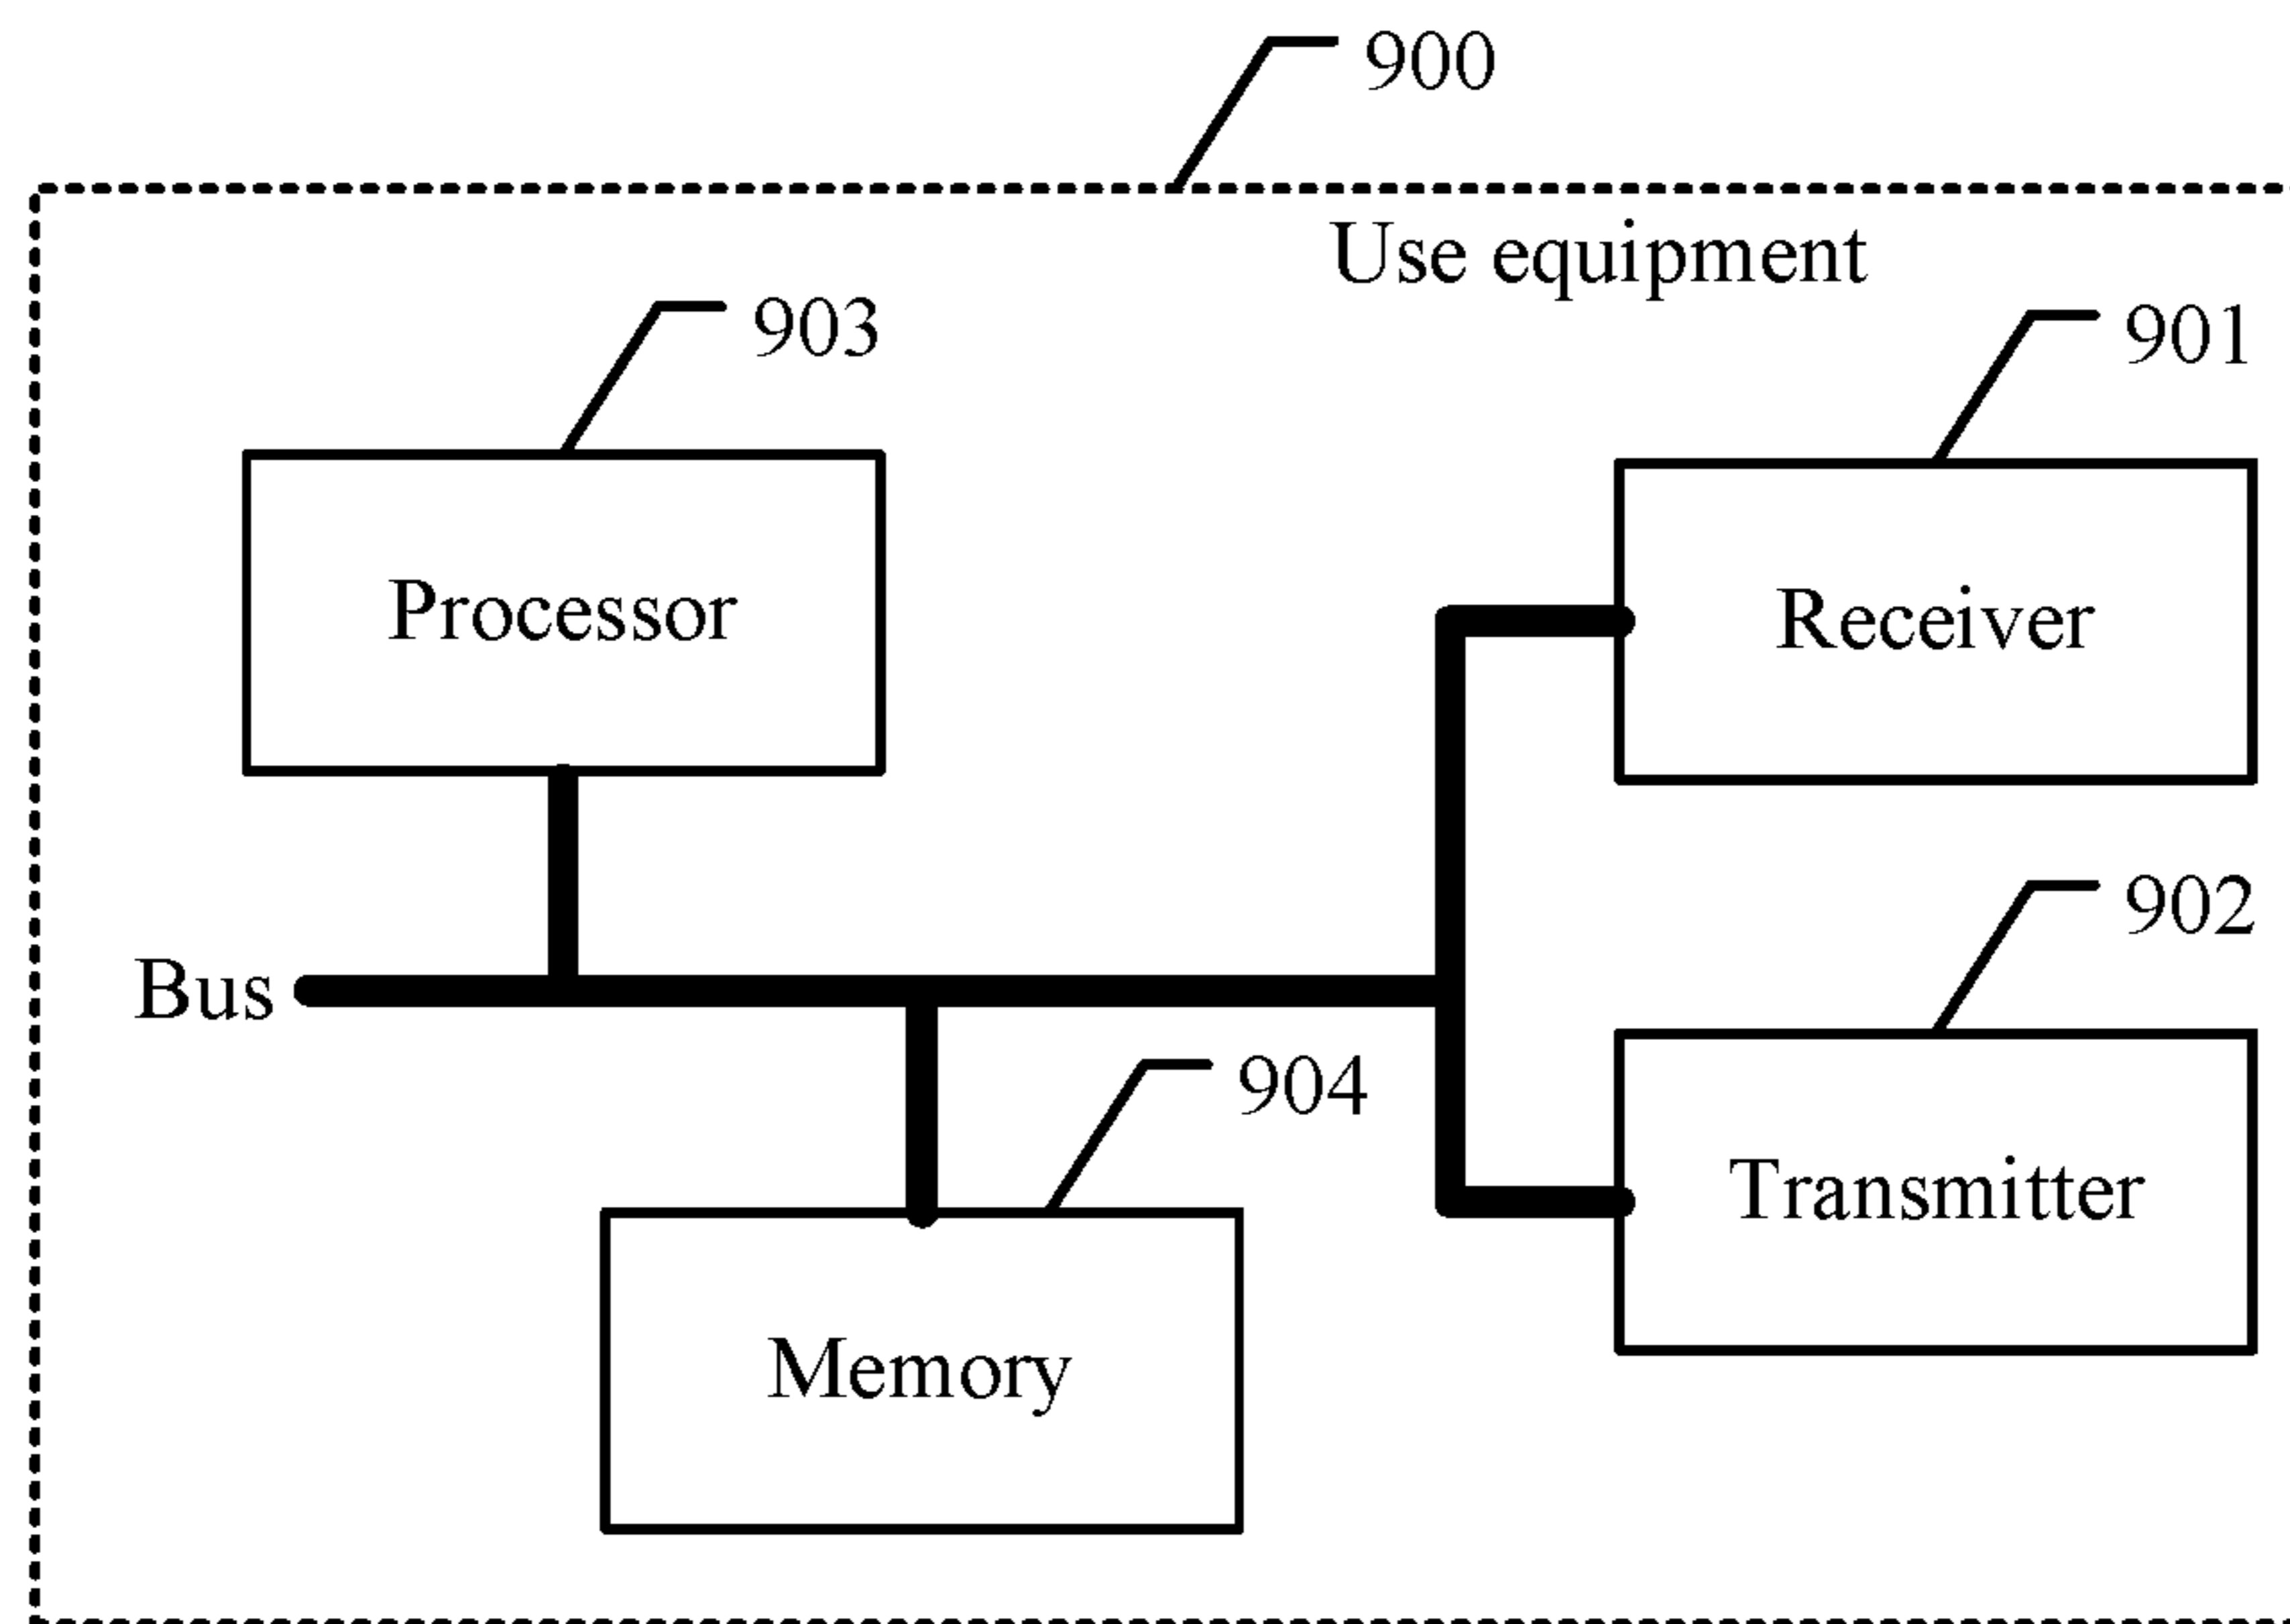 900
Use equipment
903
901
Processor
Receiver
902
Bus
904
Transmitter
Memory